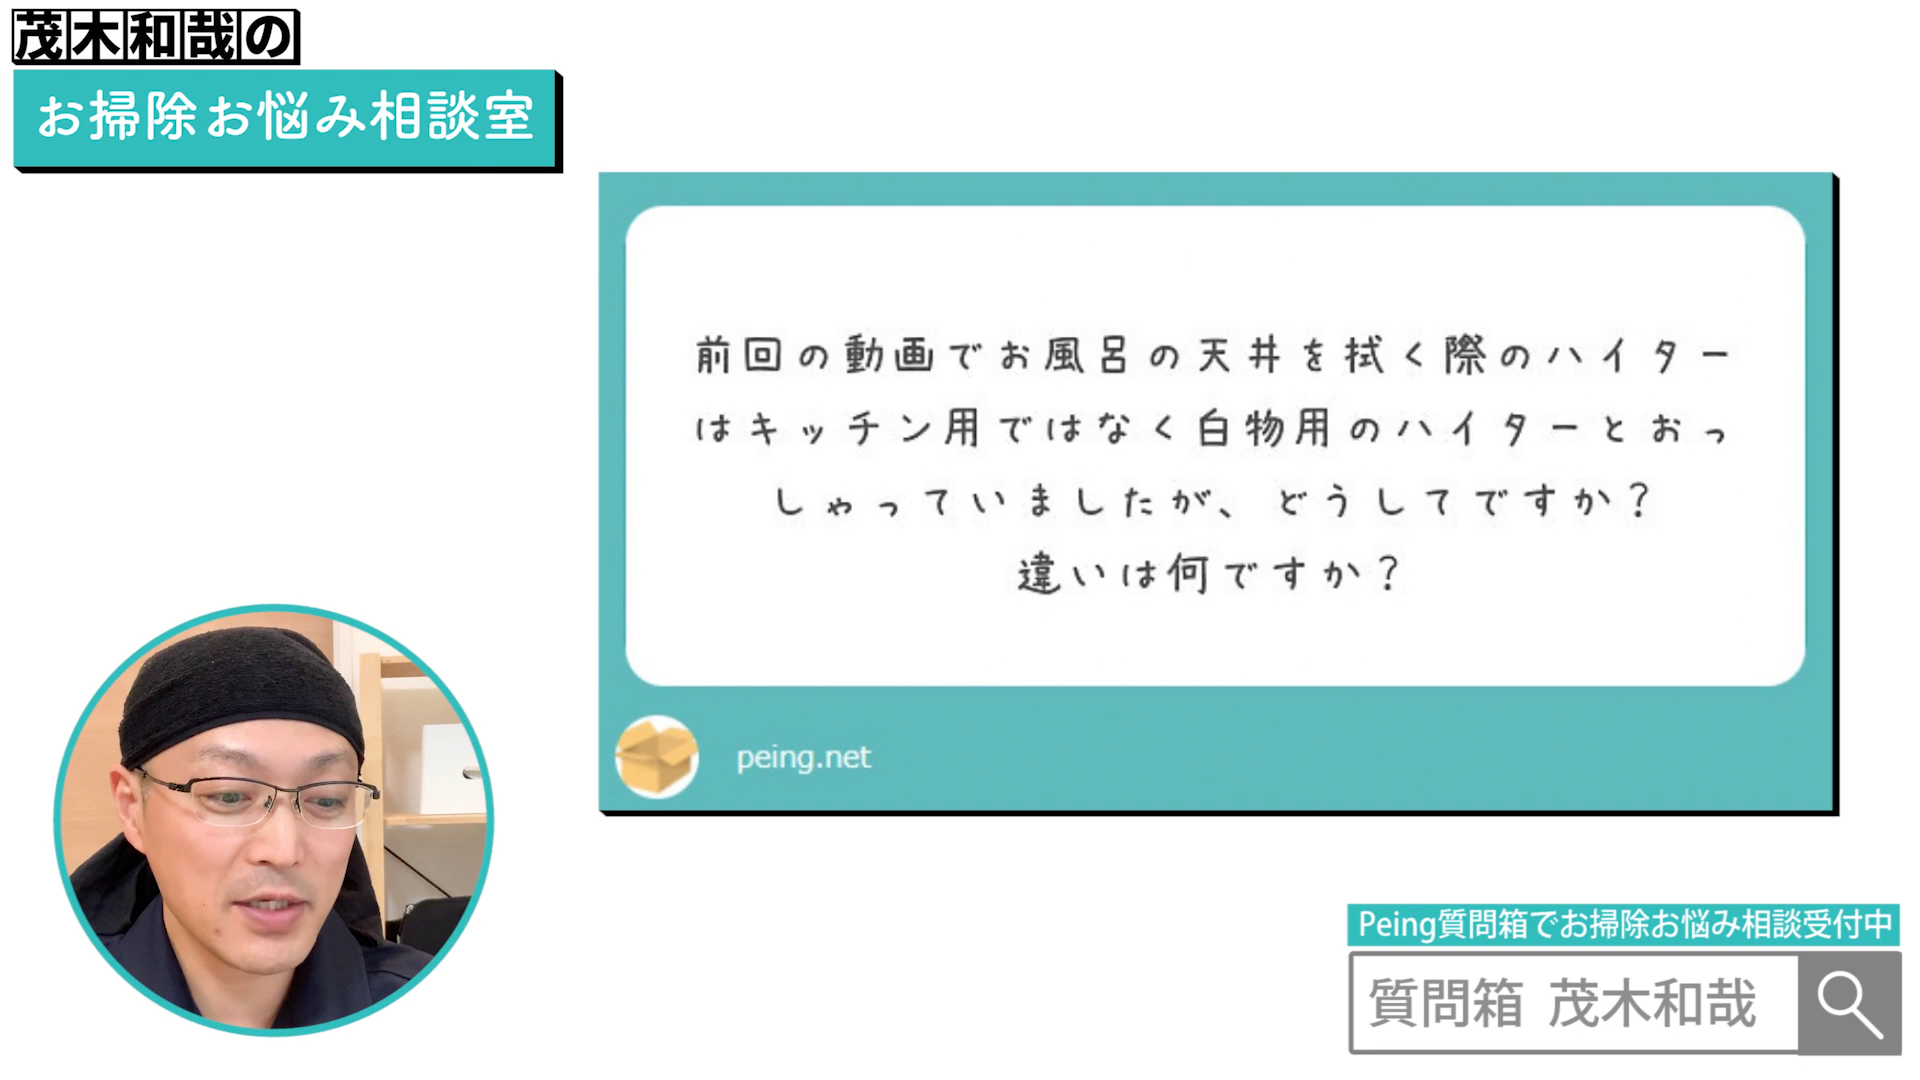 茂木和哉の
お掃除お悩み相談室
前回の動画でお風呂の天井を拭く際のハイター
はキッチン用ではなく白物用のハイターとおっ
しゃっていましたが、どうしてですか？
違いは何ですか？
peing.net
Peing質問箱でお掃除お悩み相談受付中
質問箱 茂木和哉